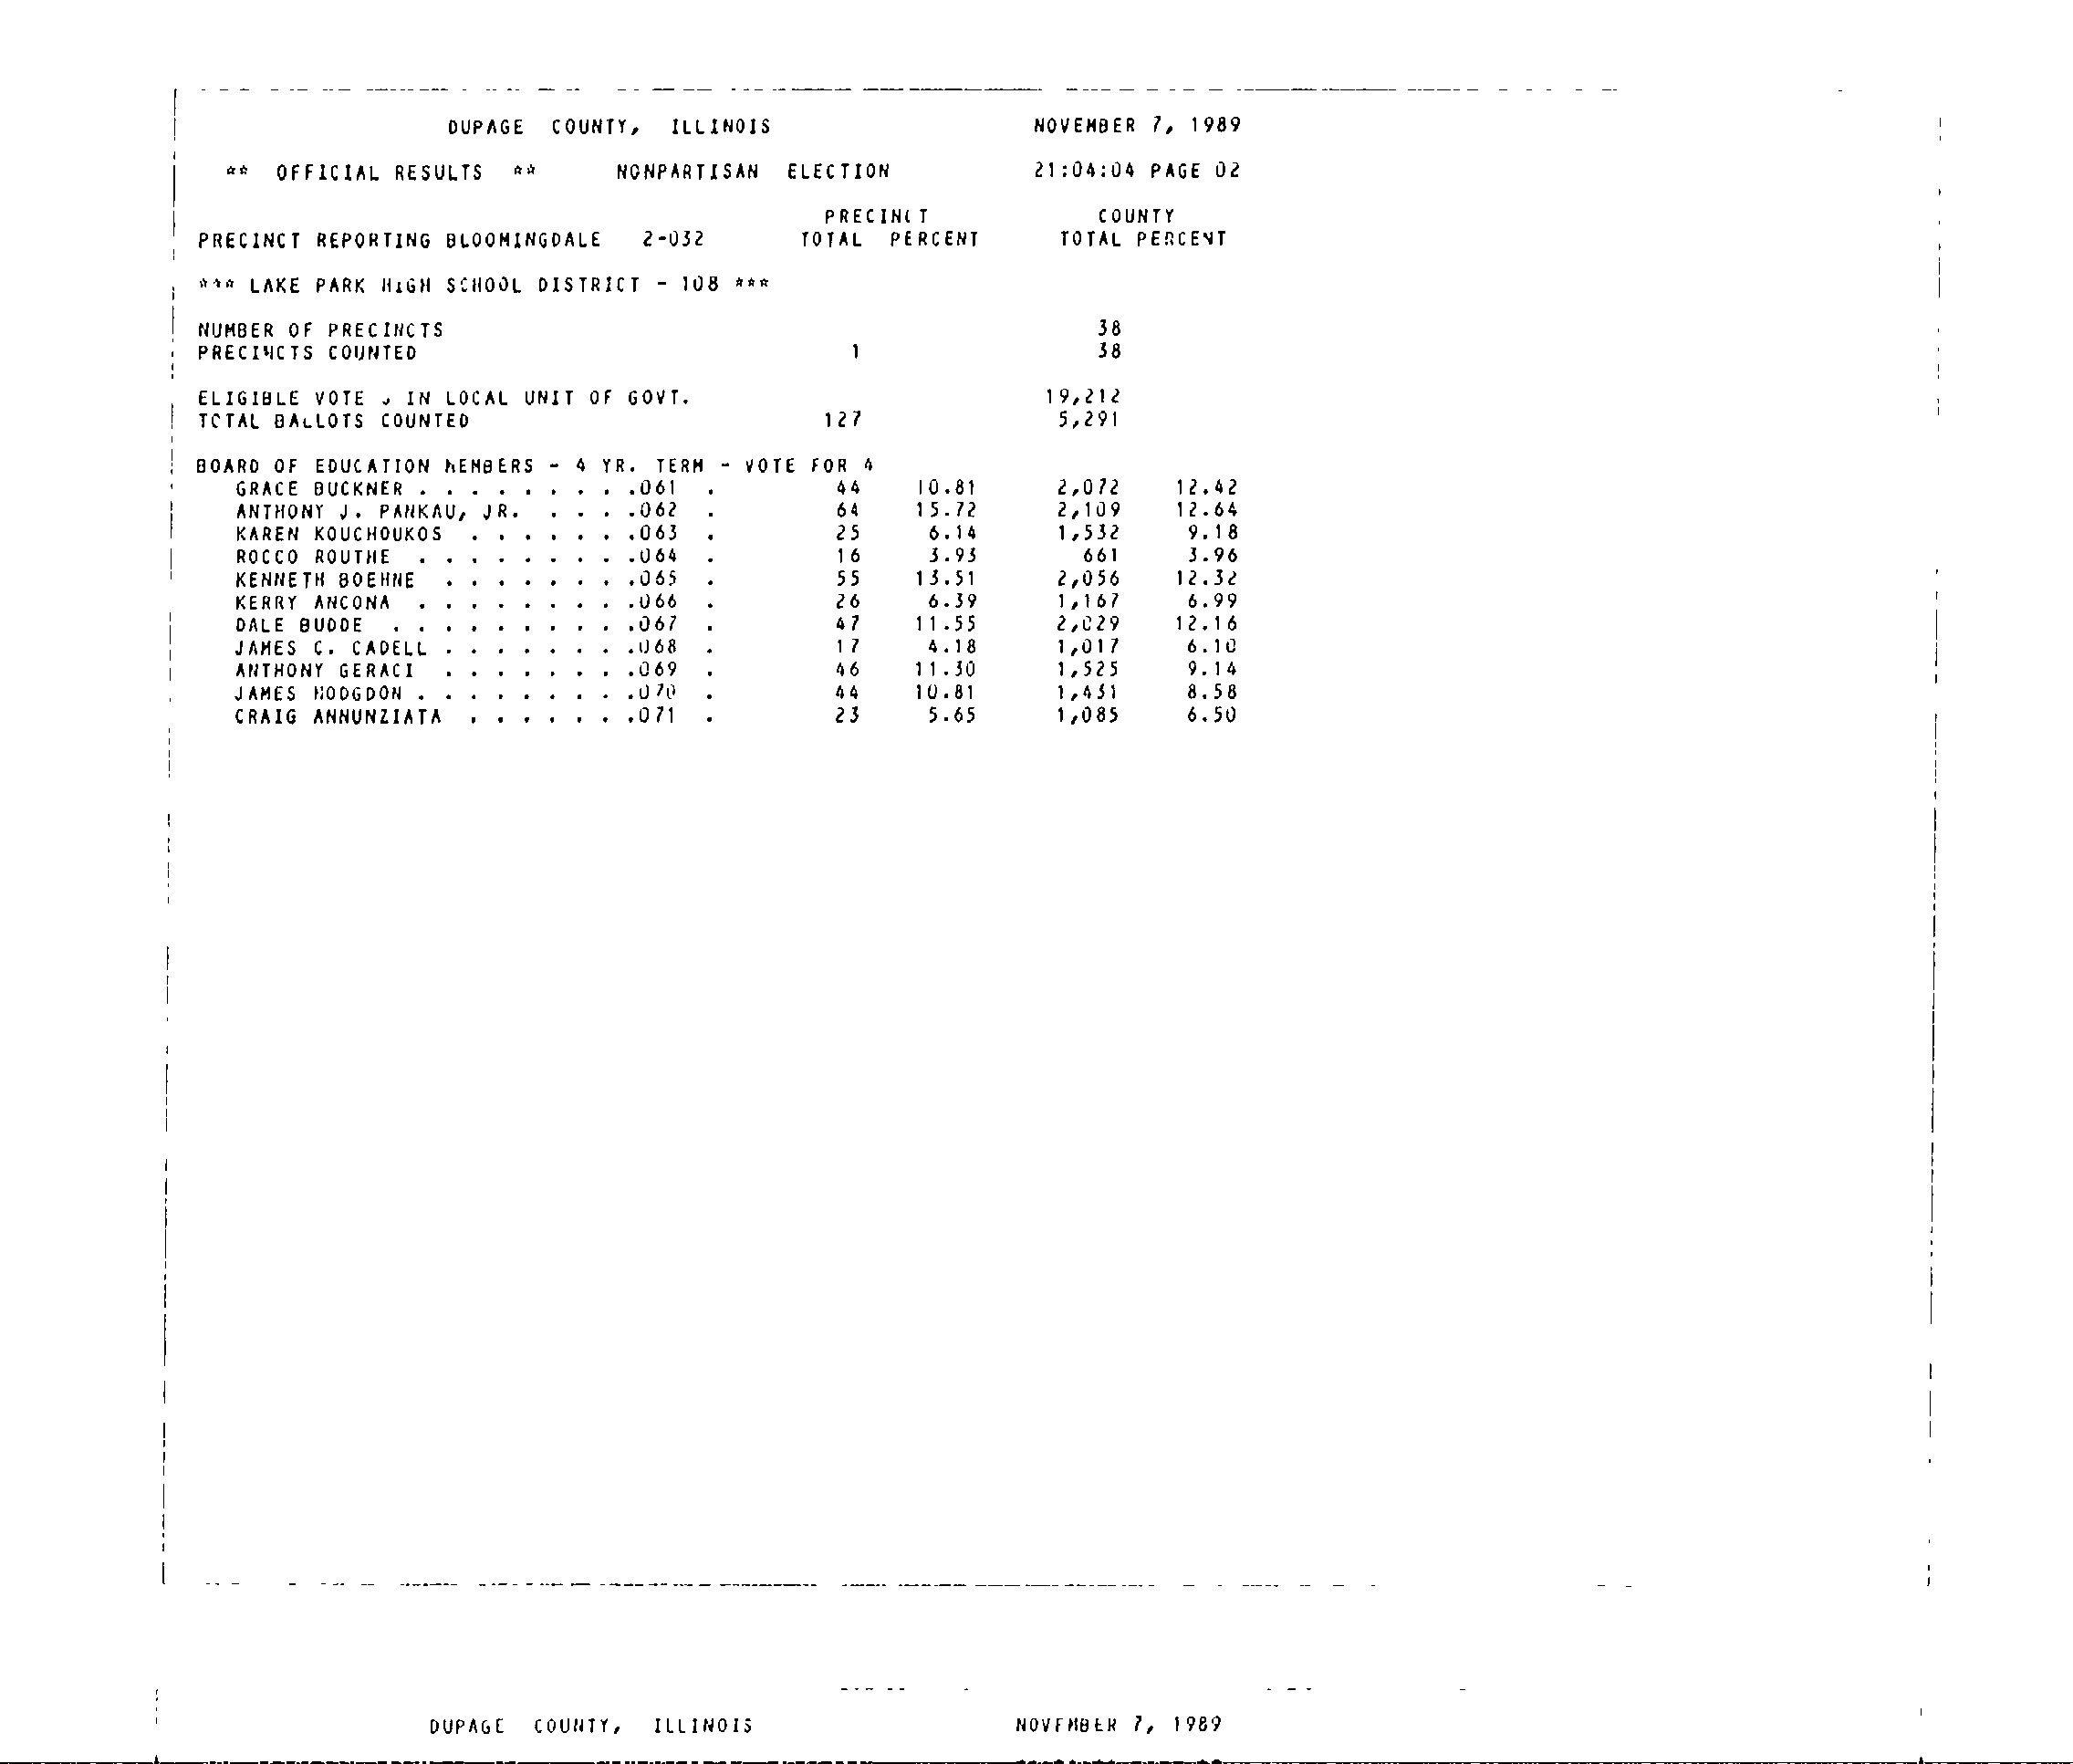 DUPAGE COUNTY, ILLINOIS NOVEMBER 7, 1989
** OFFICIAL RESULTS ** NONPARTISAN ELECTION 21:04:04 PAGE 02
PRECINCT COUNTY
PRECINCT REPORTING BLOOMINGDALE 2-032 TOTAL PERCENT TOTAL PERCENT
*** LAKE PARK HIGH SCHOOL DISTRICT - 108 ***
NUMBER OF PRECINCTS 38
PRECINCTS COUNTED 1 38
ELIGIBLE VOTE IN LOCAL UNIT OF GOVT. 19,212
TOTAL BALLOTS COUNTED 127 5,291
BOARD OF EDUCATION MEMBERS - 4 YR. TERM - VOTE FOR 4
GRACE BUCKNER . . . . . . . . .061 . 44 10.81 2,072 12.42
ANTHONY J. PANKAU, JR. . . . .062 . 64 15.72 2,109 12.64
KAREN KOUCHOUKOS . . . . . . .063 . 25 6.14 1,532 9.18
ROCCO ROUTHE . . . . . . . . .064 . 16 3.93 661 3.96
KENNETH BOEHNE . . . . . . . .065 . 55 13.51 2,056 12.32
KERRY ANCONA . . . . . . . . .066 . 26 6.39 1,167 6.99
DALE BUDDE . . . . . . . . . .067 . 47 11.55 2,029 12.16
JAMES C. CADELL . . . . . . . .068 . 17 4.18 1,017 6.10
ANTHONY GERACI . . . . . . . .069 . 46 11.30 1,525 9.14
JAMES HODGDON . . . . . . . . .070 . 44 10.81 1,431 8.58
CRAIG ANNUNZIATA . . . . . . .071 . 23 5.65 1,085 6.50
DUPAGE COUNTY, ILLINOIS NOVEMBER 7, 1989